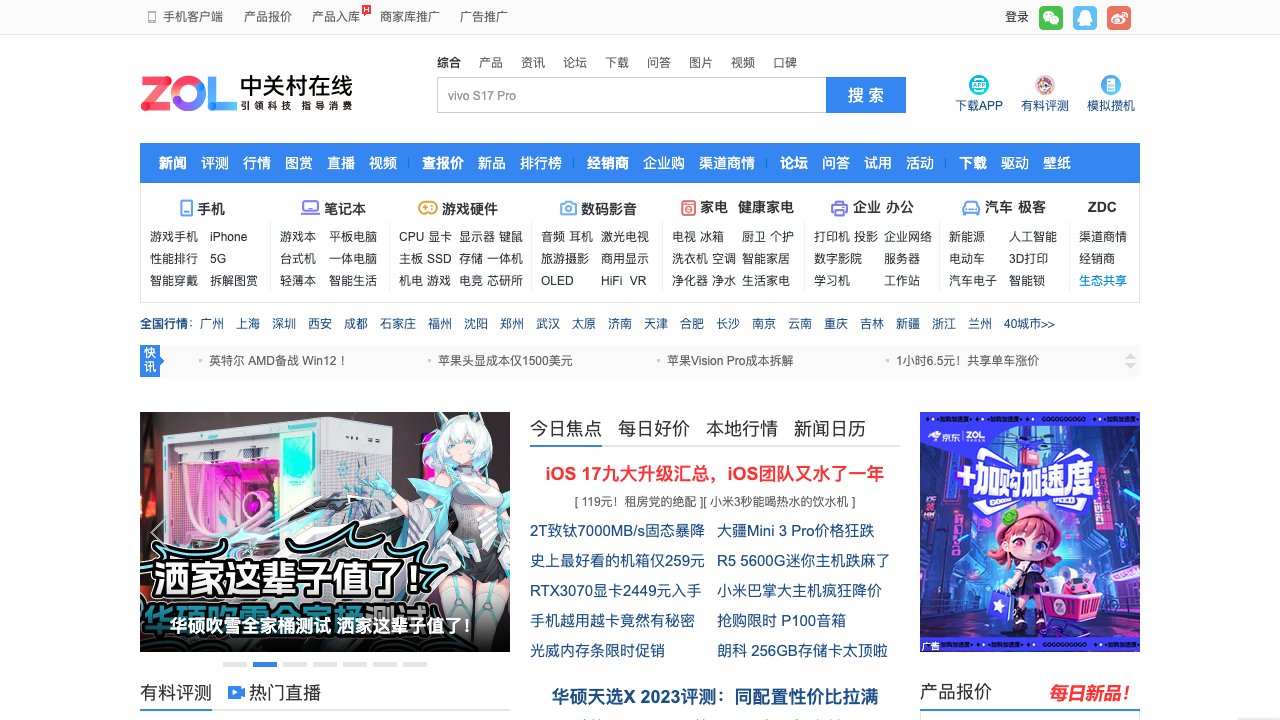 手机客户端 产品报价 产品入库 H 商家库推广 广告推广 登录
综合 产品 资讯 论坛 下载 问答 图片 视频 口碑
ZOL 中关村在线
引领科技 指导消费
vivo S17 Pro 搜 索
下载APP 有料评测 模拟攒机
新闻 评测 行情 图赏 直播 视频 查报价 新品 排行榜 经销商 企业购 渠道商情 论坛 问答 试用 活动 下载 驱动 壁纸
手机 笔记本 游戏硬件 数码影音 家电 健康家电 企业 办公 汽车 极客 ZDC
游戏手机 iPhone 游戏本 平板电脑 CPU 显卡 显示器 键鼠 音频 耳机 激光电视 电视 冰箱 厨卫 个护 打印机 投影 企业网络 新能源 人工智能 渠道商情
性能排行 5G 台式机 一体电脑 主板 SSD 存储 一体机 旅游摄影 商用显示 洗衣机 空调 智能家居 数字影院 服务器 电动车 3D打印 经销商
智能穿戴 拆解图赏 轻薄本 智能生活 机电 游戏 电竞 芯研所 OLED HiFi VR 净化器 净水 生活家电 学习机 工作站 汽车电子 智能锁 生态共享
全国行情： 广州 上海 深圳 西安 成都 石家庄 福州 沈阳 郑州 武汉 太原 济南 天津 合肥 长沙 南京 云南 重庆 吉林 新疆 浙江 兰州 40城市>>
快讯 英特尔 AMD备战 Win12！ 苹果头显成本仅1500美元 苹果Vision Pro成本拆解 1小时6.5元！共享单车涨价
洒家这辈子值了！
华硕吹雪全家桶测试
华硕吹雪全家桶测试 洒家这辈子值了！
今日焦点 每日好价 本地行情 新闻日历
iOS 17九大升级汇总，iOS团队又水了一年
[ 119元！租房党的绝配 ][ 小米3秒能喝热水的饮水机 ]
2T致钛7000MB/s固态暴降 大疆Mini 3 Pro价格狂跌
史上最好看的机箱仅259元 R5 5600G迷你主机跌麻了
RTX3070显卡2449元入手 小米巴掌大主机疯狂降价
手机越用越卡竟然有秘密 抢购限时 P100音箱
光威内存条限时促销 朗科 256GB存储卡太顶啦
华硕天选X 2023评测：同配置性价比拉满
+加购加速度 GOGOGOGOGO +加购加速度+
京东 ZOL 中关村在线
+加购加速度
广告
有料评测 热门直播
产品报价 每日新品！